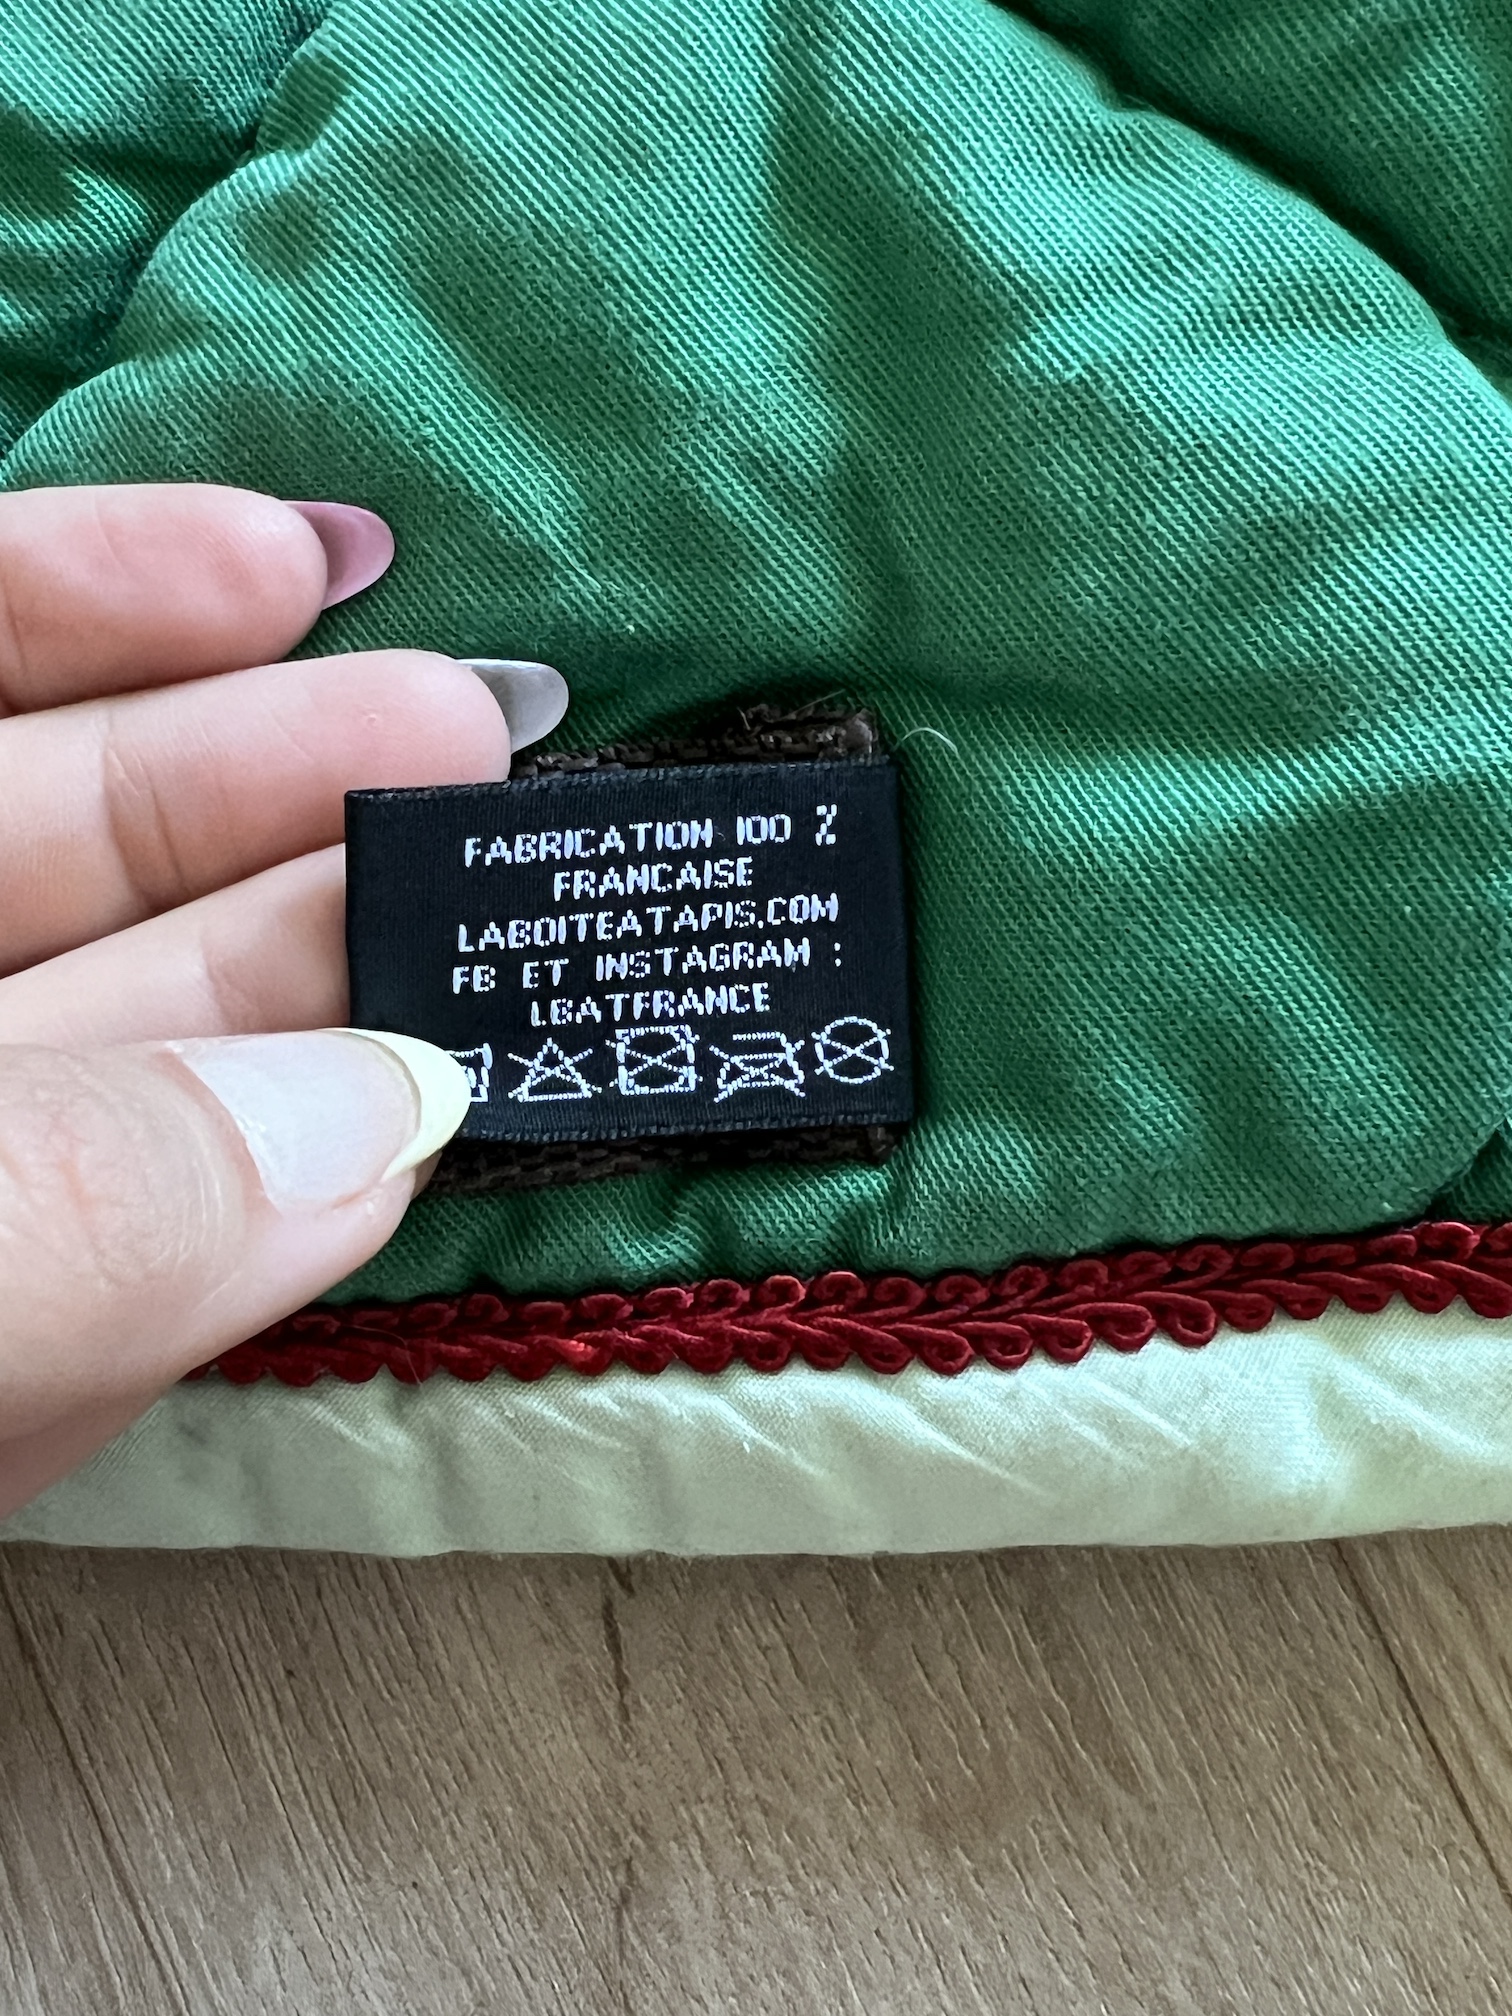 FABRICATION 100 %
FRANCAISE
LABOITEATAPIS.COM
FB ET INSTAGRAM :
LBATFRANCE